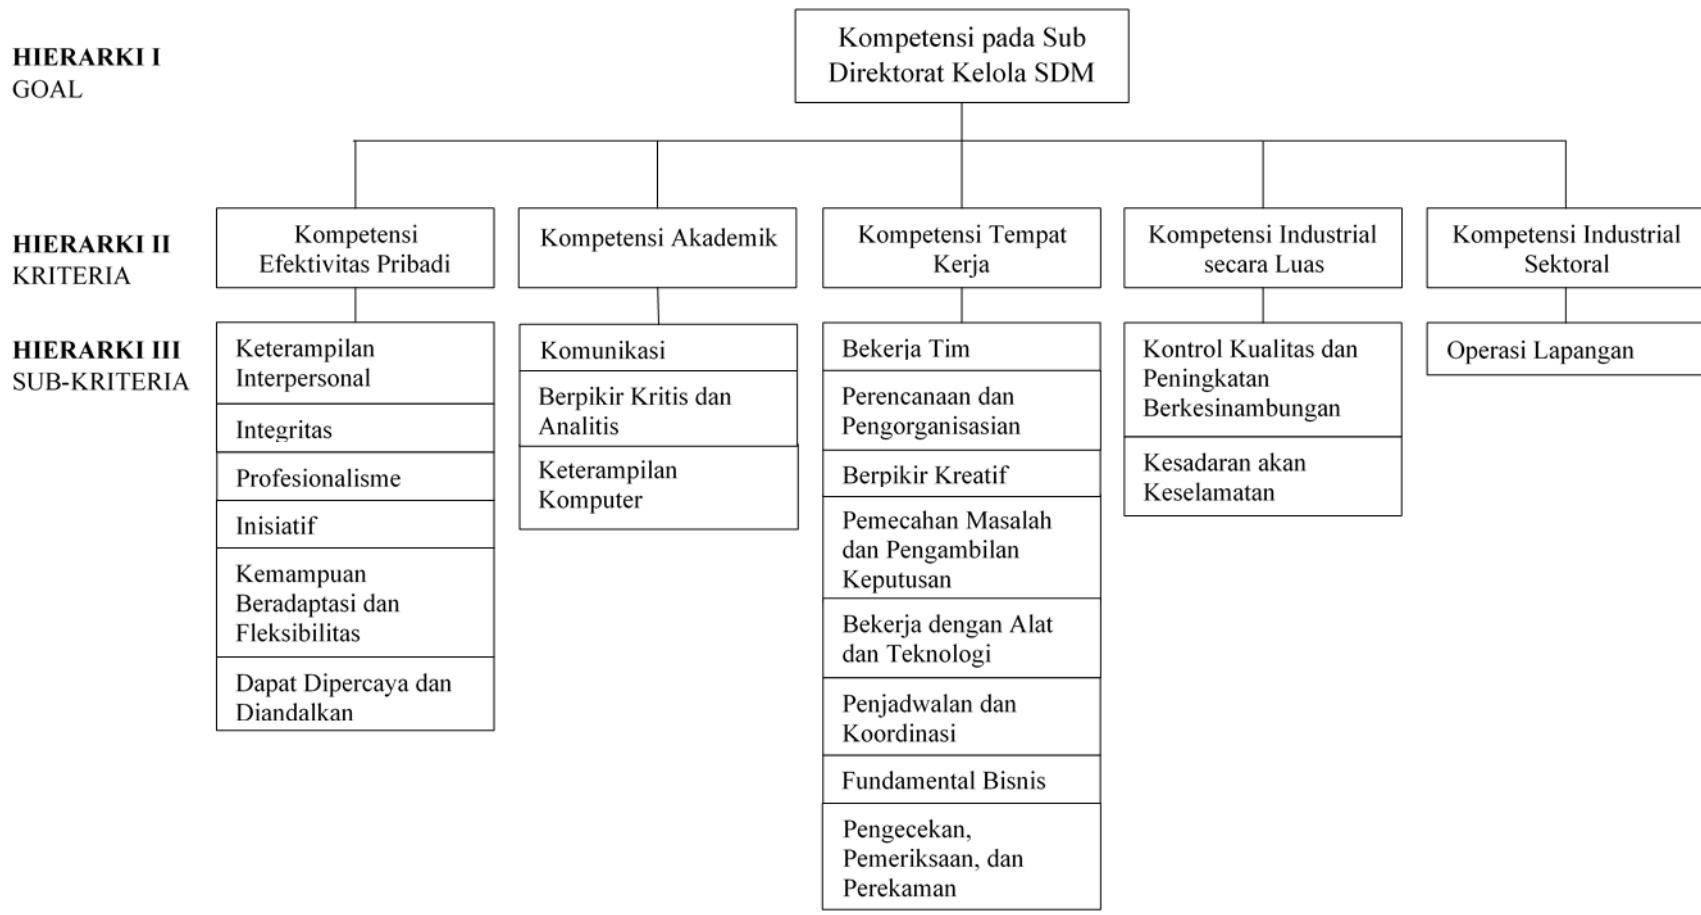 Kompetensi pada Sub
Direktorat Kelola SDM
HIERARKI I
GOAL
HIERARKI II
KRITERIA
Kompetensi
Efektivitas Pribadi
Kompetensi Akademik
Kompetensi Tempat
Kerja
Kompetensi Industrial
secara Luas
Kompetensi Industrial
Sektoral
HIERARKI III
SUB-KRITERIA
Keterampilan
Interpersonal
Integritas
Profesionalisme
Inisiatif
Kemampuan
Beradaptasi dan
Fleksibilitas
Dapat Dipercaya dan
Diandalkan
Komunikasi
Berpikir Kritis dan
Analitis
Keterampilan
Komputer
Bekerja Tim
Perencanaan dan
Pengorganisasian
Berpikir Kreatif
Pemecahan Masalah
dan Pengambilan
Keputusan
Bekerja dengan Alat
dan Teknologi
Penjadwalan dan
Koordinasi
Fundamental Bisnis
Pengecekan,
Pemeriksaan, dan
Perekaman
Kontrol Kualitas dan
Peningkatan
Berkesinambungan
Kesadaran akan
Keselamatan
Operasi Lapangan